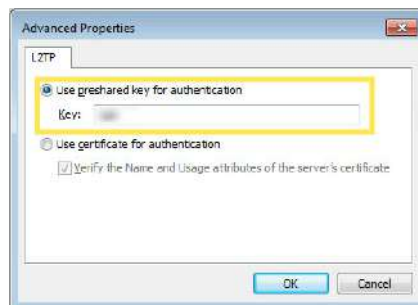 Advanced Properties
L2TP
Use preshared key for authentication
Key:
Use certificate for authentication
Verify the Name and Usage attributes of the server's certificate
OK Cancel